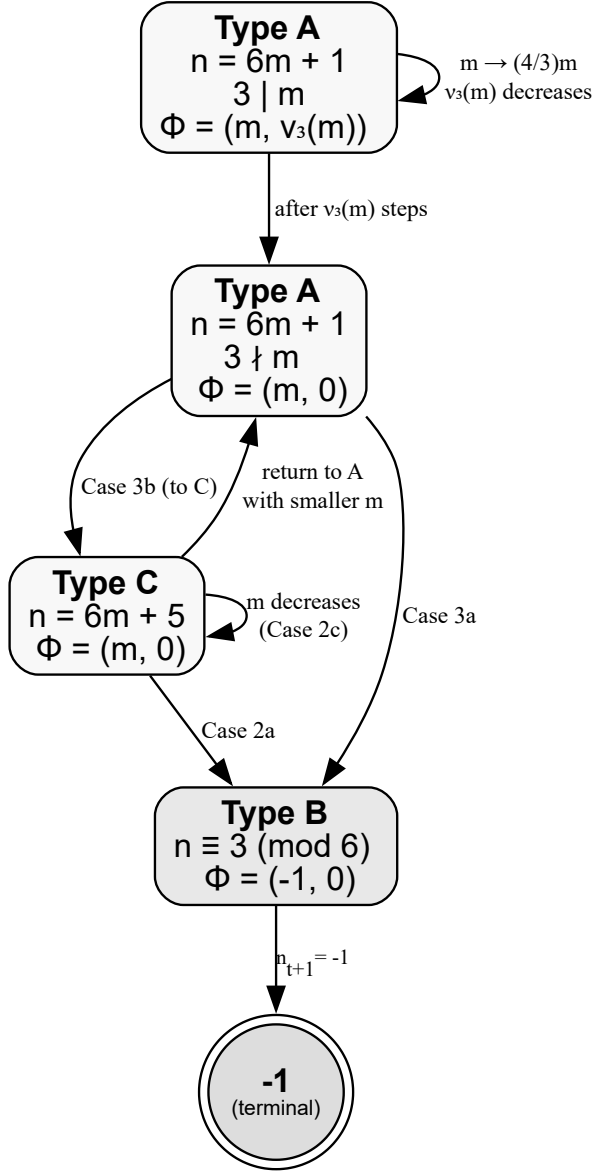 Type A
n = 6m + 1
3 | m
Φ = (m, ν₃(m))
m → (4/3)m
ν₃(m) decreases
after ν₃(m) steps
Type A
n = 6m + 1
3 ∤ m
Φ = (m, 0)
Case 3b (to C)
return to A
with smaller m
Type C
n = 6m + 5
Φ = (m, 0)
m decreases
(Case 2c)
Case 3a
Case 2a
Type B
n ≡ 3 (mod 6)
Φ = (-1, 0)
n_{t+1} = -1
-1
(terminal)